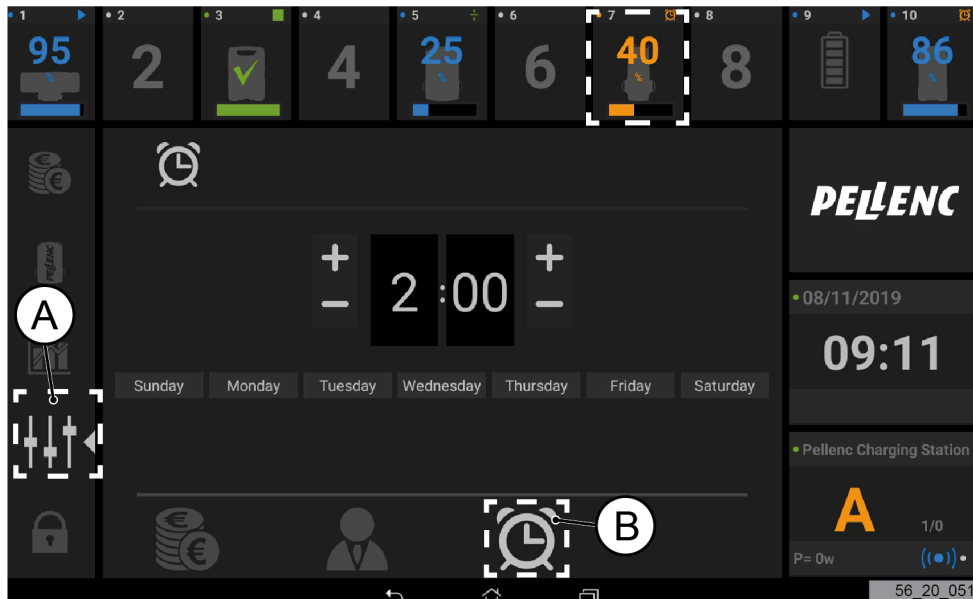 1 2 3 4 5 6 7 8 9 10
95 2 4 25 6 40 8 86
% % % %
€
€
PELLENC
PELLENC
A
08/11/2019
2 : 00
09:11
Sunday Monday Tuesday Wednesday Thursday Friday Saturday
Pellenc Charging Station
A
1/0
P= 0w
€
€
B
56_20_051